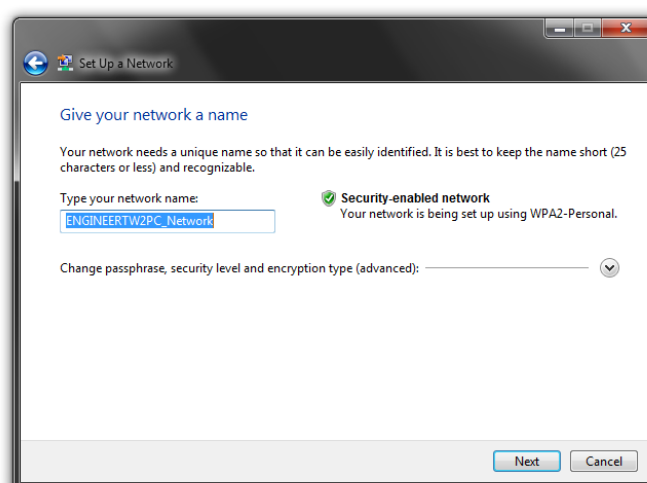 Set Up a Network
Give your network a name
Your network needs a unique name so that it can be easily identified. It is best to keep the name short (25
characters or less) and recognizable.
Type your network name:
ENGINEERTW2PC_Network
Security-enabled network
Your network is being set up using WPA2-Personal.
Change passphrase, security level and encryption type (advanced):
Next
Cancel